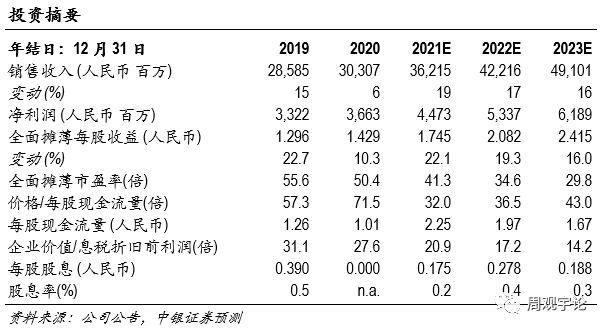 投资摘要
年结日：12 月 31 日 2019 2020 2021E 2022E 2023E
销售收入 (人民币 百万) 28,585 30,307 36,215 42,216 49,101
变动 (%) 15 6 19 17 16
净利润 (人民币 百万) 3,322 3,663 4,473 5,337 6,189
全面摊薄每股收益 (人民币) 1.296 1.429 1.745 2.082 2.415
变动 (%) 22.7 10.3 22.1 19.3 16.0
全面摊薄市盈率(倍) 55.6 50.4 41.3 34.6 29.8
价格/每股现金流量(倍) 57.3 71.5 32.0 36.5 43.0
每股现金流量 (人民币) 1.26 1.01 2.25 1.97 1.67
企业价值/息税折旧前利润(倍) 31.1 27.6 20.9 17.2 14.2
每股股息 (人民币) 0.390 0.000 0.175 0.278 0.188
股息率(%) 0.5 n.a. 0.2 0.4 0.3
资料来源：公司公告，中银证券预测
周观宇论